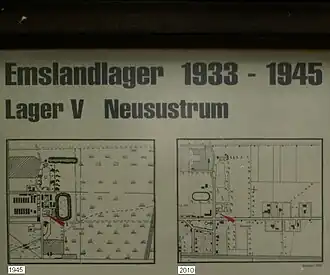 Emslandlager 1933 - 1945
Lager V Neusustrum
1945
2010